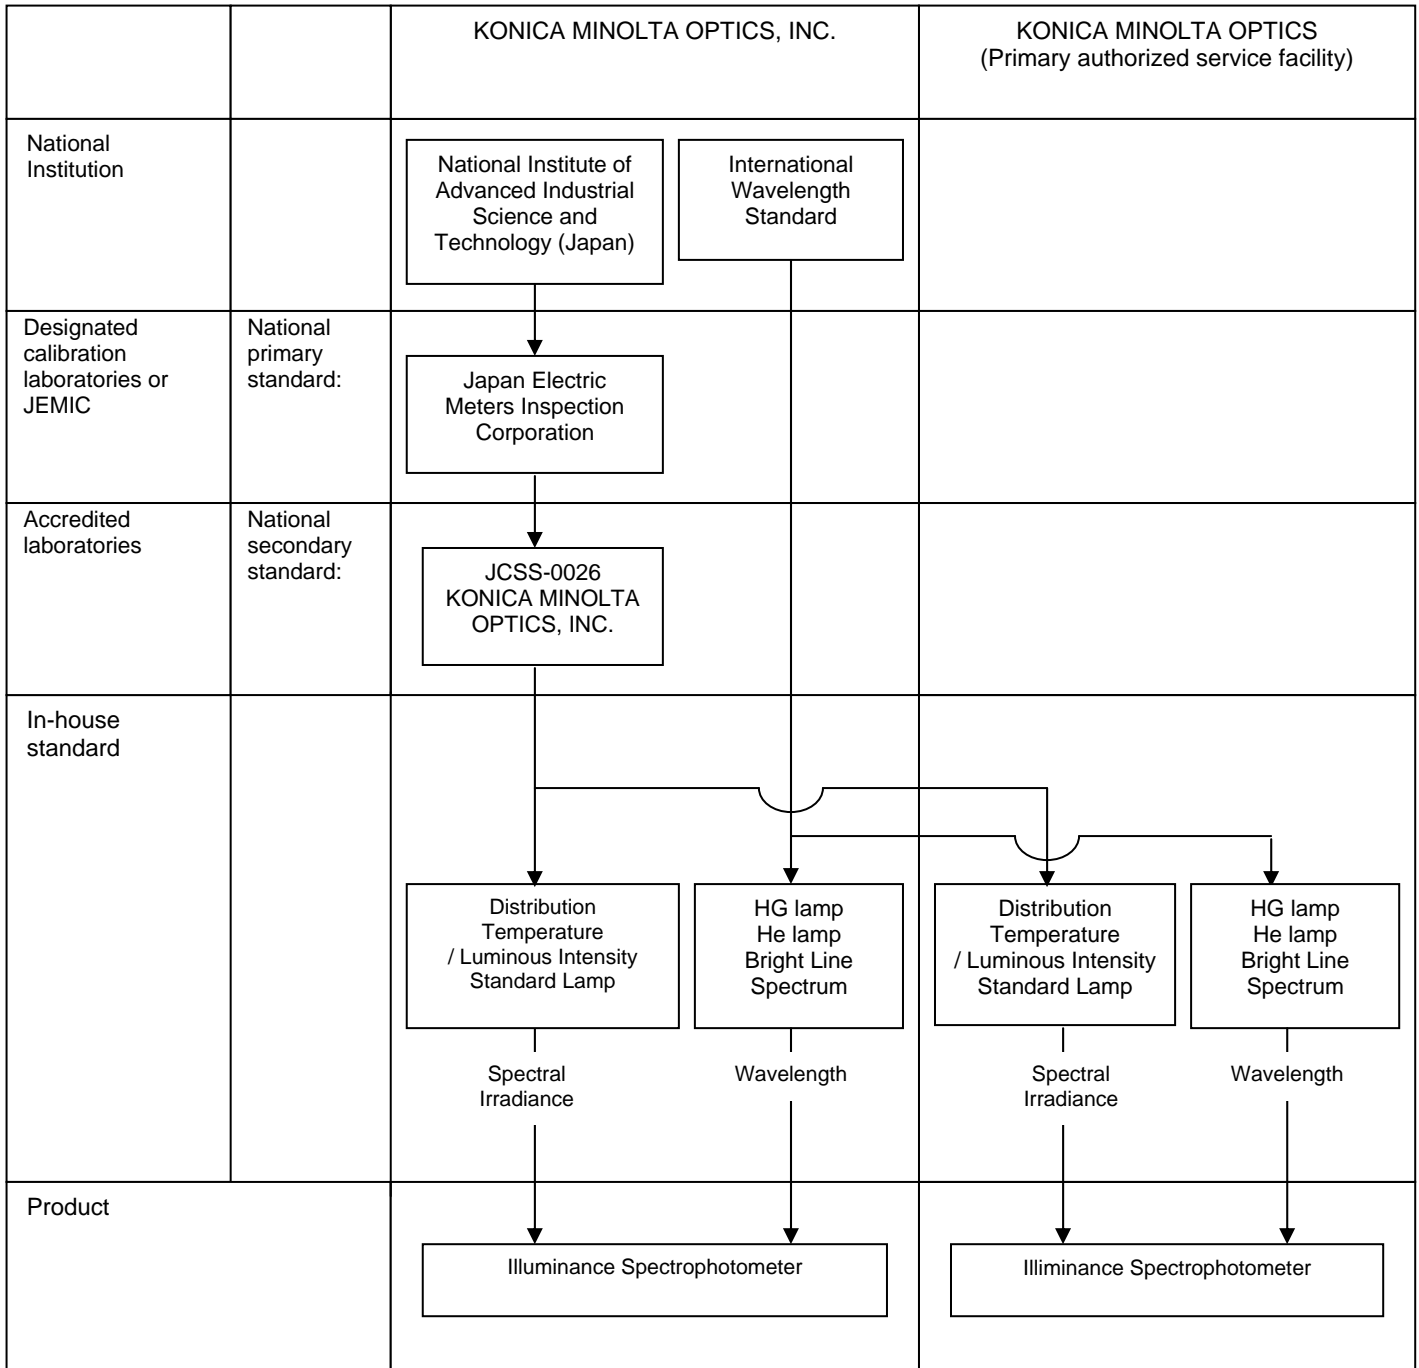 KONICA MINOLTA OPTICS, INC.
KONICA MINOLTA OPTICS
(Primary authorized service facility)
National
Institution
National Institute of
Advanced Industrial
Science and
Technology (Japan)
International
Wavelength
Standard
Designated
calibration
laboratories or
JEMIC
National
primary
standard:
Japan Electric
Meters Inspection
Corporation
Accredited
laboratories
National
secondary
standard:
JCSS-0026
KONICA MINOLTA
OPTICS, INC.
In-house
standard
Distribution
Temperature
/ Luminous Intensity
Standard Lamp
HG lamp
He lamp
Bright Line
Spectrum
Distribution
Temperature
/ Luminous Intensity
Standard Lamp
HG lamp
He lamp
Bright Line
Spectrum
Spectral
Irradiance
Wavelength
Spectral
Irradiance
Wavelength
Product
Illuminance Spectrophotometer
Illiminance Spectrophotometer